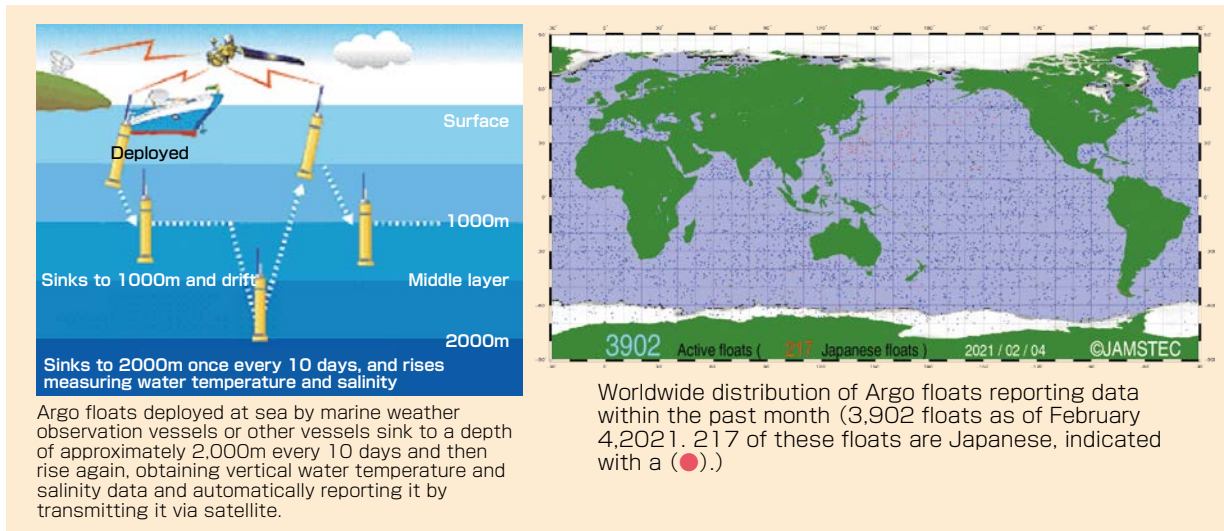 Surface
Deployed
1000m
Sinks to 1000m and drift
Middle layer
2000m
Sinks to 2000m once every 10 days, and rises
measuring water temperature and salinity
Argo floats deployed at sea by marine weather
observation vessels or other vessels sink to a depth
of approximately 2,000m every 10 days and then
rise again, obtaining vertical water temperature and
salinity data and automatically reporting it by
transmitting it via satellite.
3902 Active floats ( 217 Japanese floats ) 2021 / 02 / 04 ©JAMSTEC
Worldwide distribution of Argo floats reporting data
within the past month (3,902 floats as of February
4,2021. 217 of these floats are Japanese, indicated
with a (●).)